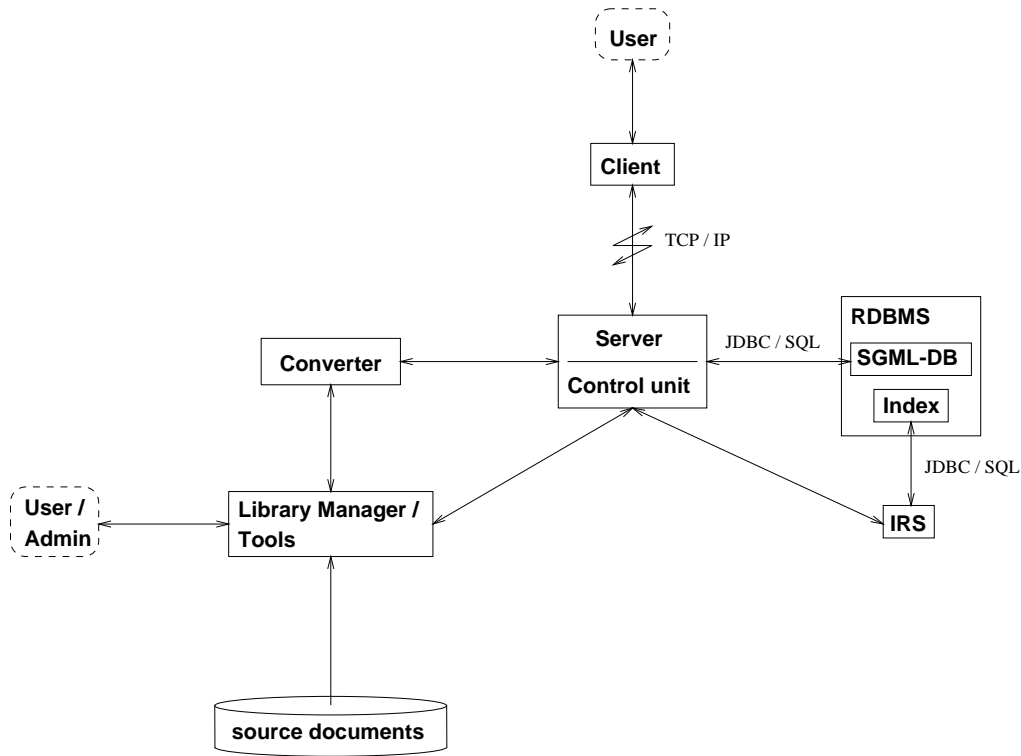 User
Client
TCP / IP
Server
Control unit
JDBC / SQL
RDBMS
SGML-DB
Index
JDBC / SQL
IRS
Converter
User /
Admin
Library Manager /
Tools
source documents